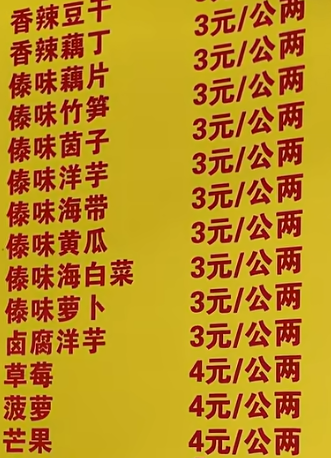 香辣豆干
香辣藕丁 3元/公两
傣味藕片 3元/公两
傣味竹笋 3元/公两
傣味茵子 3元/公两
傣味洋芋 3元/公两
傣味海带 3元/公两
傣味黄瓜 3元/公两
傣味海白菜 3元/公两
傣味萝卜 3元/公两
卤腐洋芋 3元/公两
草莓 4元/公两
菠萝 4元/公两
芒果 4元/公两